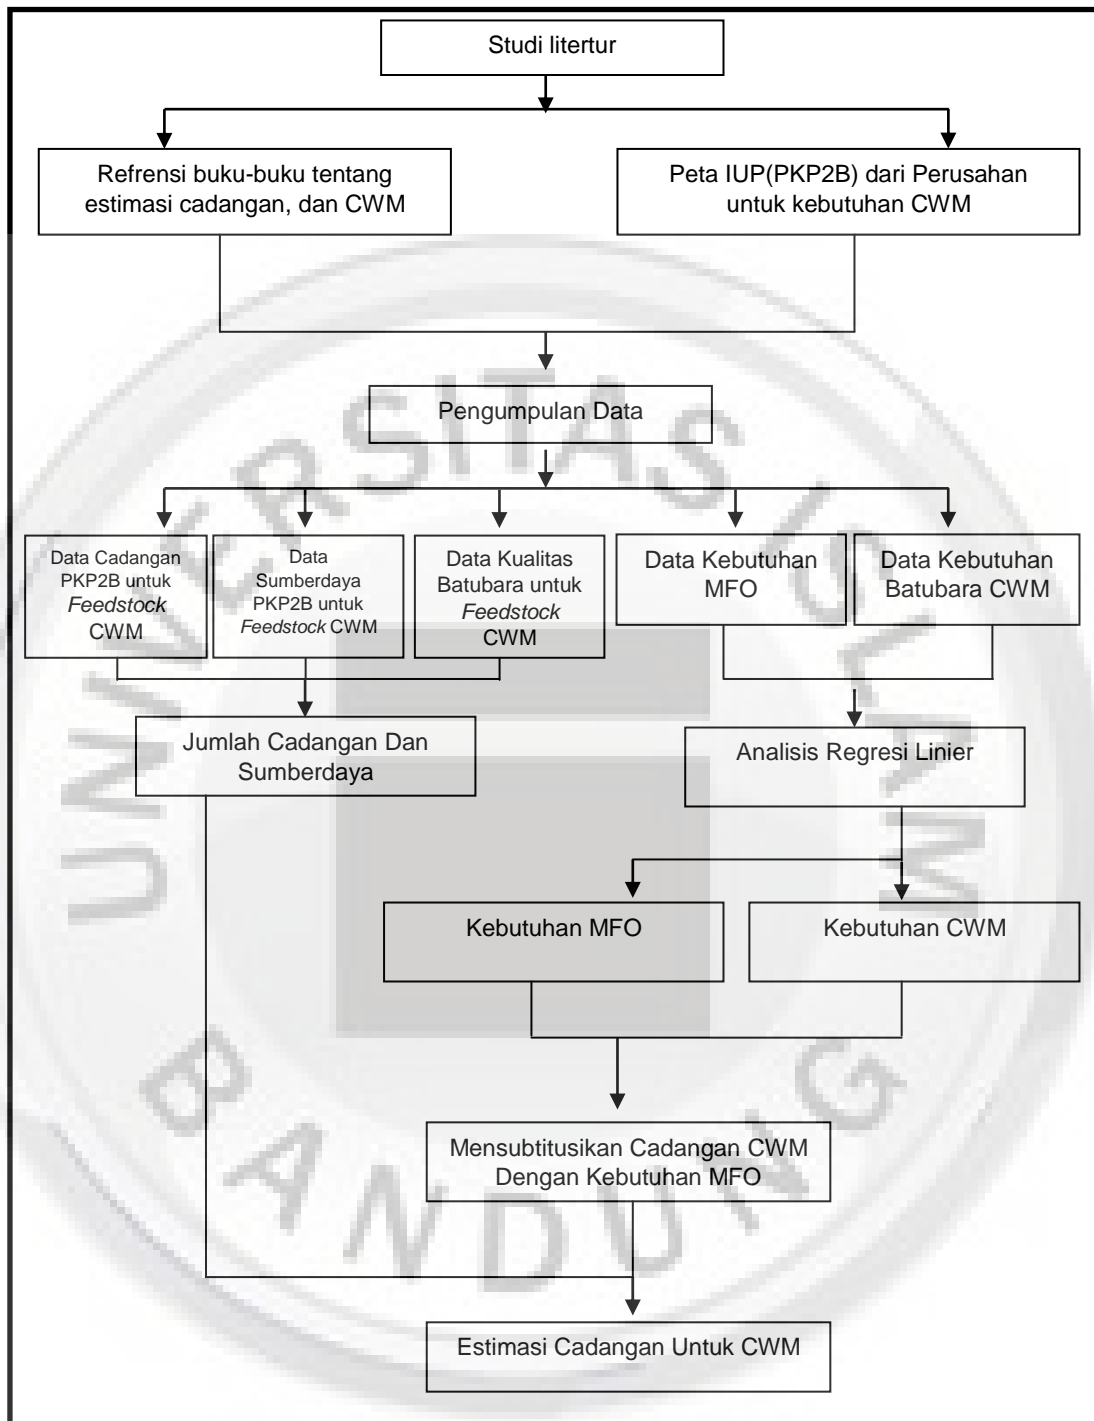 Studi litertur
Refrensi buku-buku tentang
estimasi cadangan, dan CWM
Peta IUP(PKP2B) dari Perusahan
untuk kebutuhan CWM
Pengumpulan Data
Data Cadangan
PKP2B untuk
Feedstock
CWM
Data
Sumberdaya
PKP2B untuk
Feedstock CWM
Data Kualitas
Batubara untuk
Feedstock
CWM
Data Kebutuhan
MFO
Data Kebutuhan
Batubara CWM
Jumlah Cadangan Dan
Sumberdaya
Analisis Regresi Linier
Kebutuhan MFO
Kebutuhan CWM
Mensubtitusikan Cadangan CWM
Dengan Kebutuhan MFO
Estimasi Cadangan Untuk CWM
UNIVERSITAS ISLAM
BANDUNG